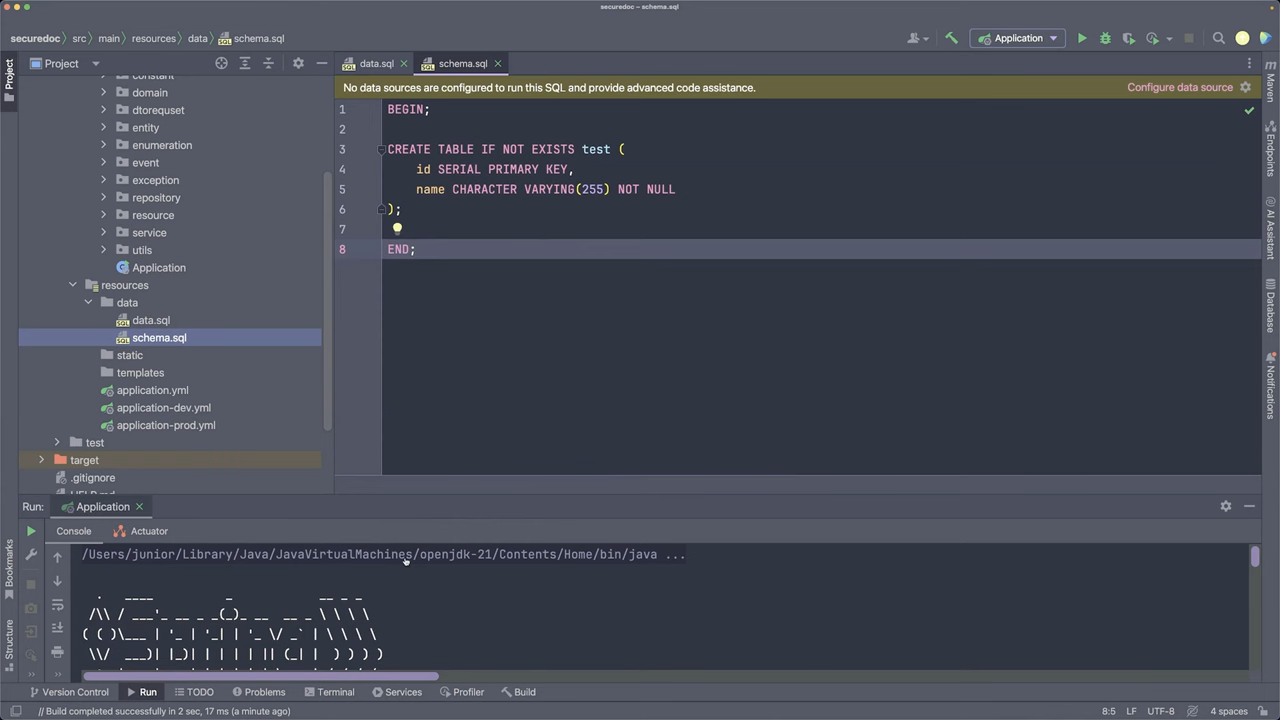 securedoc – schema.sql
securedoc
src
main
resources
data
schema.sql
Application
Project
data.sql
schema.sql
No data sources are configured to run this SQL and provide advanced code assistance.
Configure data source
constant
domain
dtorequset
entity
enumeration
event
exception
repository
resource
service
utils
Application
resources
data
data.sql
schema.sql
static
templates
application.yml
application-dev.yml
application-prod.yml
test
target
.gitignore
HELP.md
1 BEGIN;
2
3 CREATE TABLE IF NOT EXISTS test (
4 id SERIAL PRIMARY KEY,
5 name CHARACTER VARYING(255) NOT NULL
6 );
7
8 END;
Project
Bookmarks
Structure
Maven
Endpoints
AI Assistant
Database
Notifications
Run:
Application
Console
Actuator
/Users/junior/Library/Java/JavaVirtualMachines/openjdk-21/Contents/Home/bin/java ...
Version Control
Run
TODO
Problems
Terminal
Services
Profiler
Build
// Build completed successfully in 2 sec, 17 ms (a minute ago)
8:5
LF
UTF-8
4 spaces